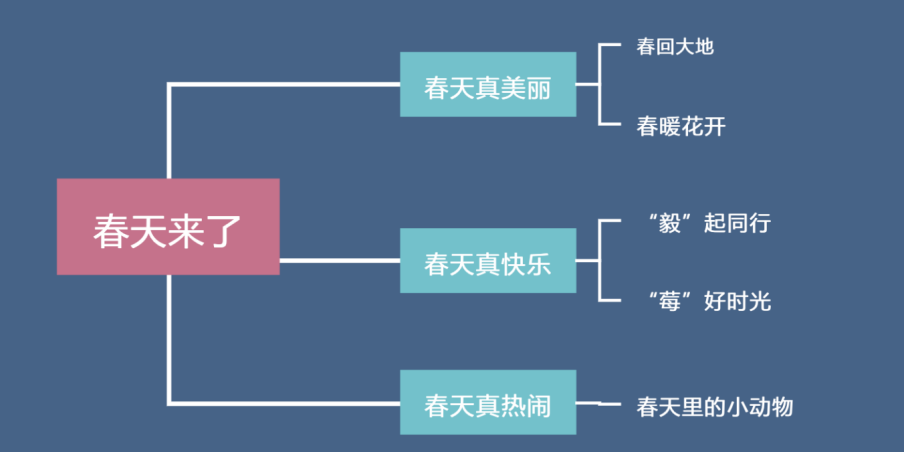 春天来了
春天真美丽
春回大地
春暖花开
春天真快乐
“毅”起同行
“莓”好时光
春天真热闹
春天里的小动物